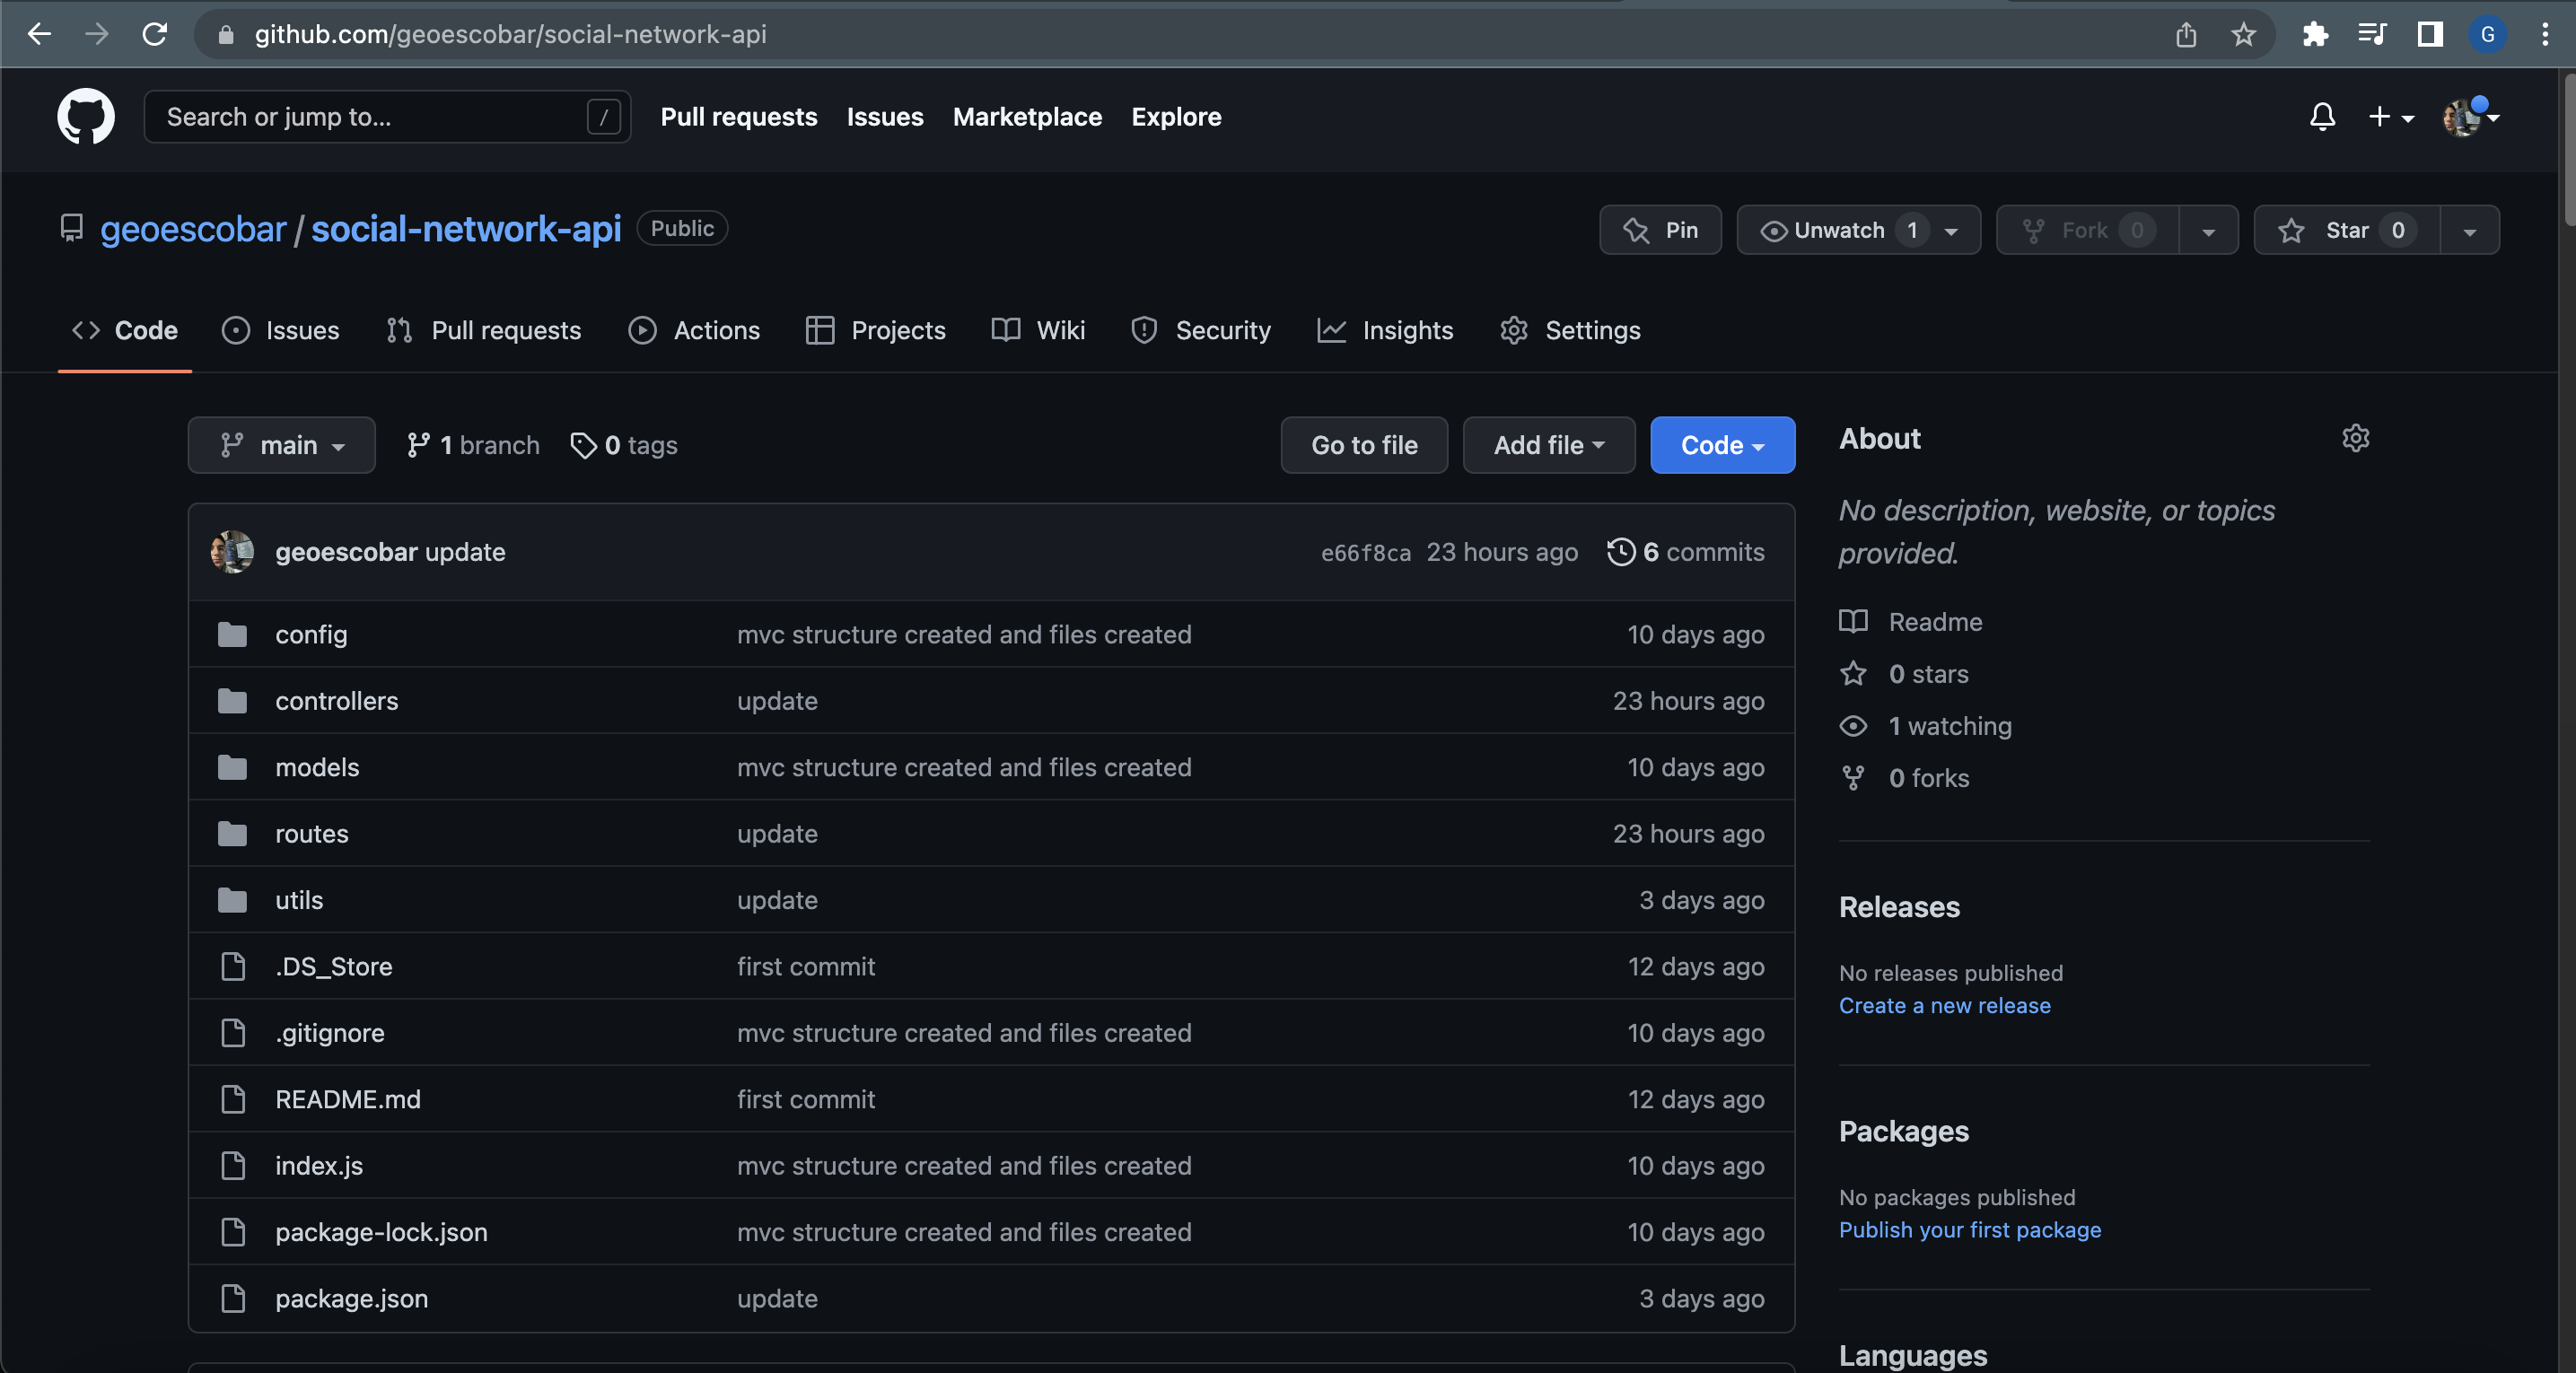 github.com/geoescobar/social-network-api
G
Search or jump to... /
Pull requests Issues Marketplace Explore
geoescobar / social-network-api Public
Pin Unwatch 1 Fork 0 Star 0
Code Issues Pull requests Actions Projects Wiki Security Insights Settings
main 1 branch 0 tags Go to file Add file Code
geoescobar update e66f8ca 23 hours ago 6 commits
config mvc structure created and files created 10 days ago
controllers update 23 hours ago
models mvc structure created and files created 10 days ago
routes update 23 hours ago
utils update 3 days ago
.DS_Store first commit 12 days ago
.gitignore mvc structure created and files created 10 days ago
README.md first commit 12 days ago
index.js mvc structure created and files created 10 days ago
package-lock.json mvc structure created and files created 10 days ago
package.json update 3 days ago
About
No description, website, or topics
provided.
Readme
0 stars
1 watching
0 forks
Releases
No releases published
Create a new release
Packages
No packages published
Publish your first package
Languages